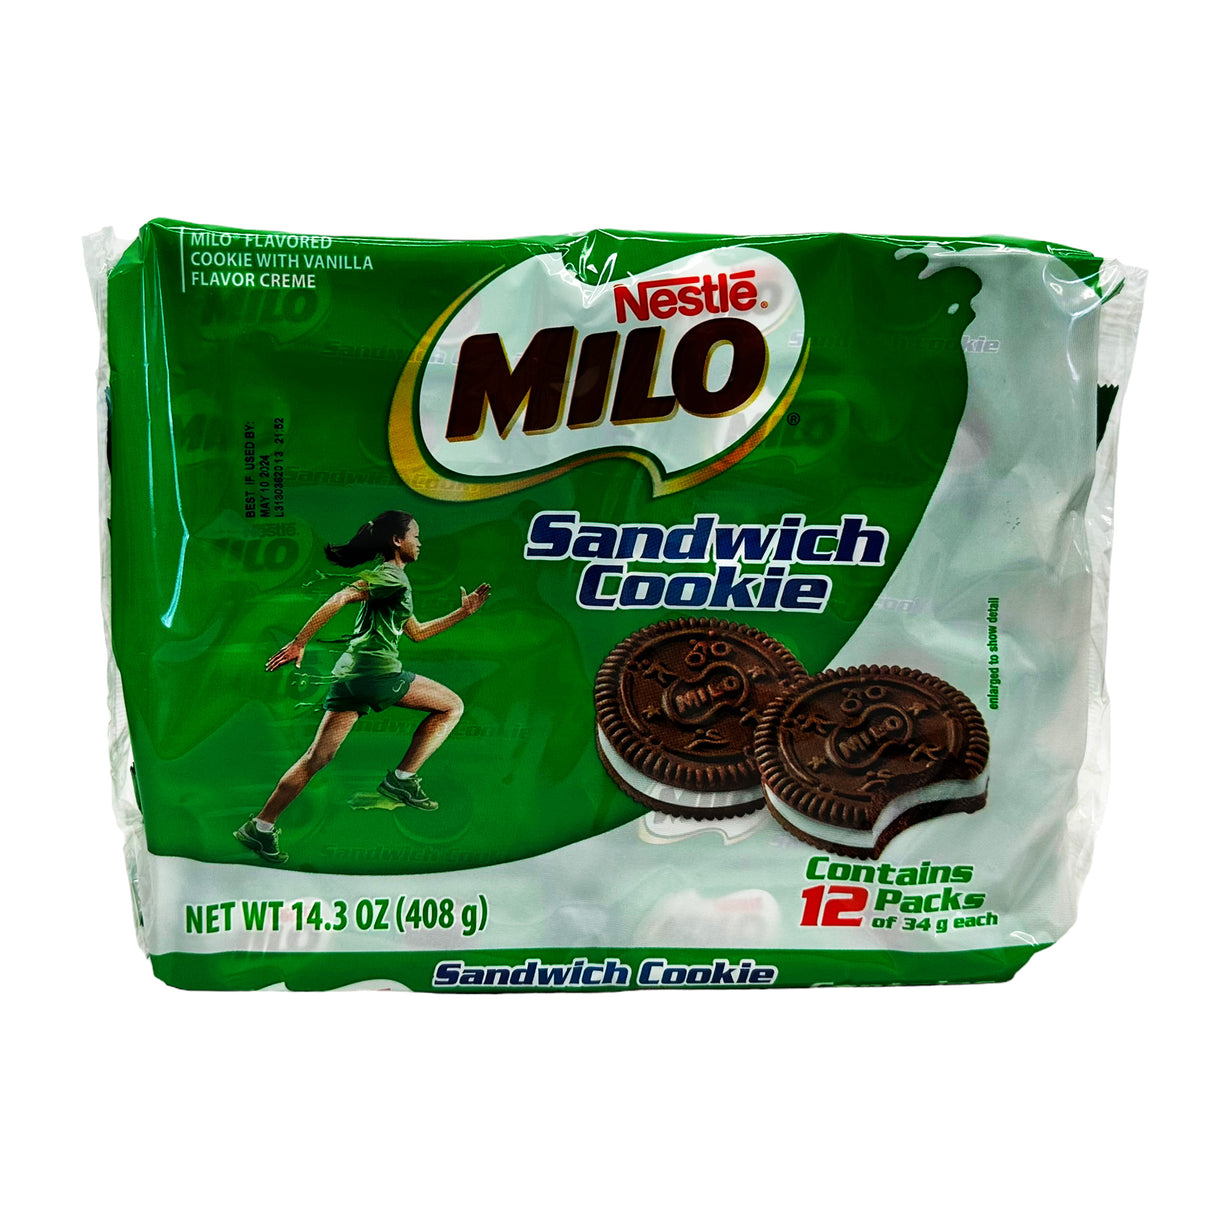 MILO® FLAVORED
COOKIE WITH VANILLA
FLAVOR CREME
Nestlé®
MILO
®
BEST IF USED BY:
MAY 10 2024
Sandwich
Cookie
enlarged to show detail
MILO
MILO
Contains
12 Packs
of 34 g each
NET WT 14.3 OZ (408 g)
Sandwich Cookie